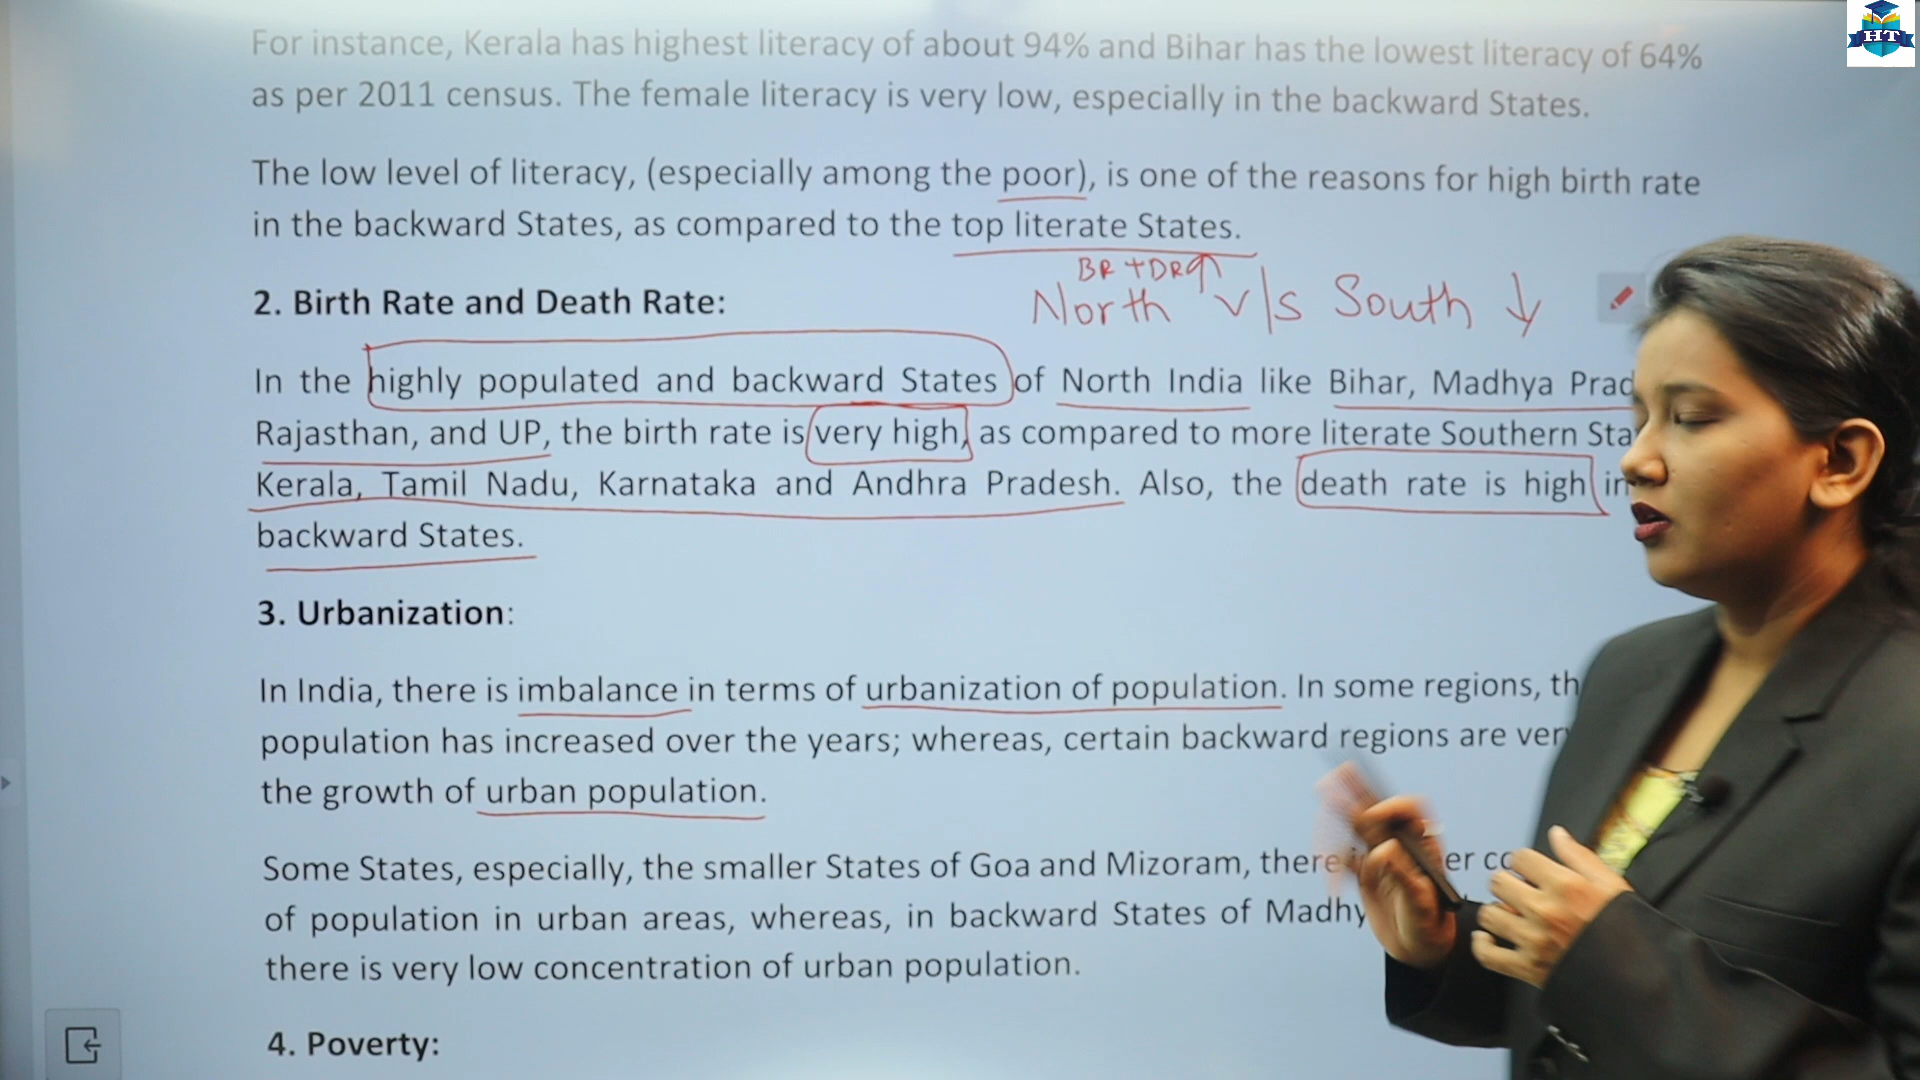 For instance, Kerala has highest literacy of about 94% and Bihar has the lowest literacy of 64%
as per 2011 census. The female literacy is very low, especially in the backward States.
The low level of literacy, (especially among the poor), is one of the reasons for high birth rate
in the backward States, as compared to the top literate States.
BR + DR↑
2. Birth Rate and Death Rate:
North v/s South ↓
In the highly populated and backward States of North India like Bihar, Madhya
Rajasthan, and UP, the birth rate is very high, as compared to more literate Southern
Kerala, Tamil Nadu, Karnataka and Andhra Pradesh. Also, the death rate is high in
backward States.
3. Urbanization:
In India, there is imbalance in terms of urbanization of population. In some regions,
population has increased over the years; whereas, certain backward regions are
the growth of urban population.
Some States, especially, the smaller States of Goa and Mizoram, there
of population in urban areas, whereas, in backward States of
there is very low concentration of urban population.
4. Poverty:
HT